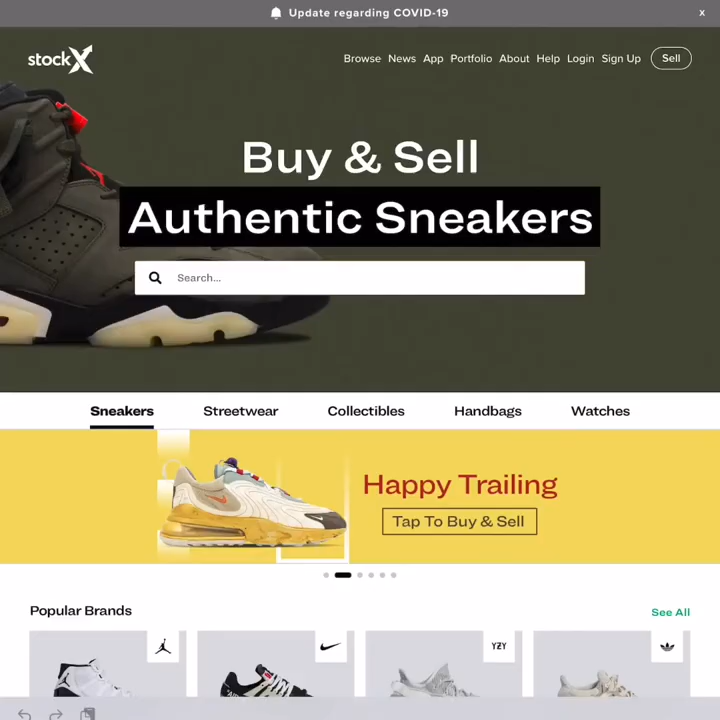 Update regarding COVID-19
X
stockX
Browse News App Portfolio About Help Login Sign Up Sell
Buy & Sell
Authentic Sneakers
Search...
Sneakers Streetwear Collectibles Handbags Watches
Happy Trailing
Tap To Buy & Sell
Popular Brands
See All
YZY